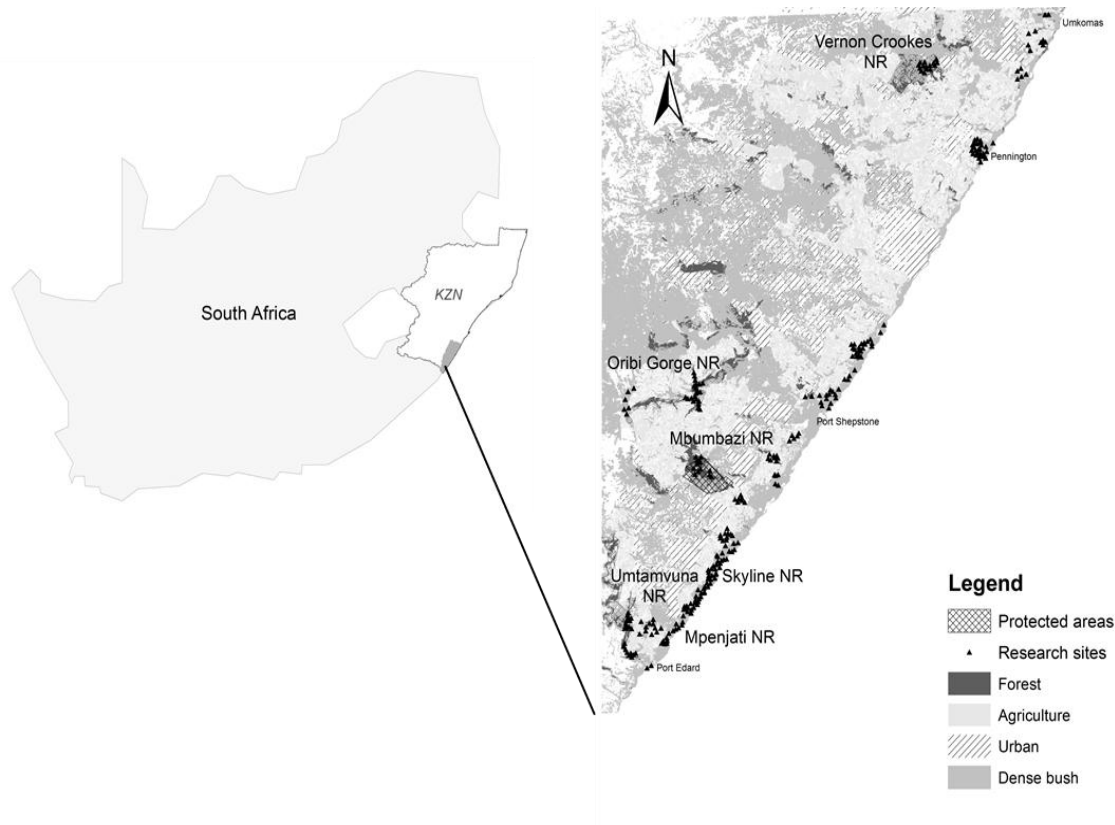 South Africa
KZN
N
Umkomas
Vernon Crookes
NR
Pennington
Oribi Gorge NR
Port Shepstone
Mbumbazi NR
Umtamvuna
NR
Skyline NR
Mpenjati NR
Port Edard
Legend
Protected areas
Research sites
Forest
Agriculture
Urban
Dense bush